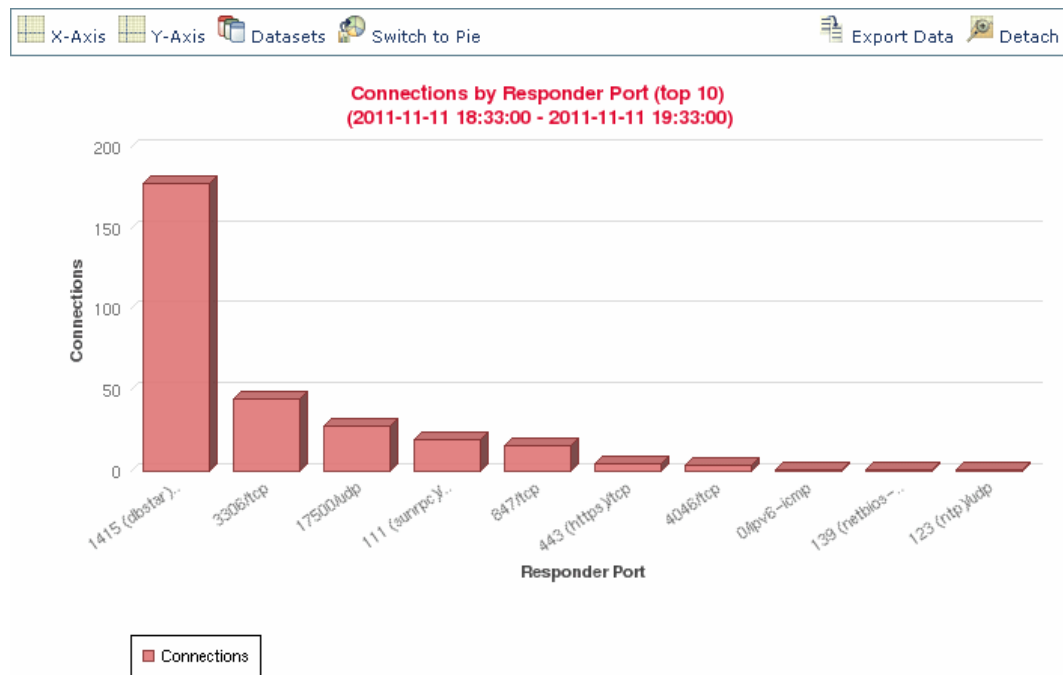 X-Axis Y-Axis Datasets Switch to Pie Export Data Detach
Connections by Responder Port (top 10)
(2011-11-11 18:33:00 - 2011-11-11 19:33:00)
200
150
100
50
0
Connections
1415 (dbstar)..
3306/tcp
17500/udp
111 (sunrpc)/..
847/tcp
443 (https)/tcp
4046/tcp
0/ipv6-icmp
139 (netbios-..
123 (ntp)/udp
Responder Port
Connections